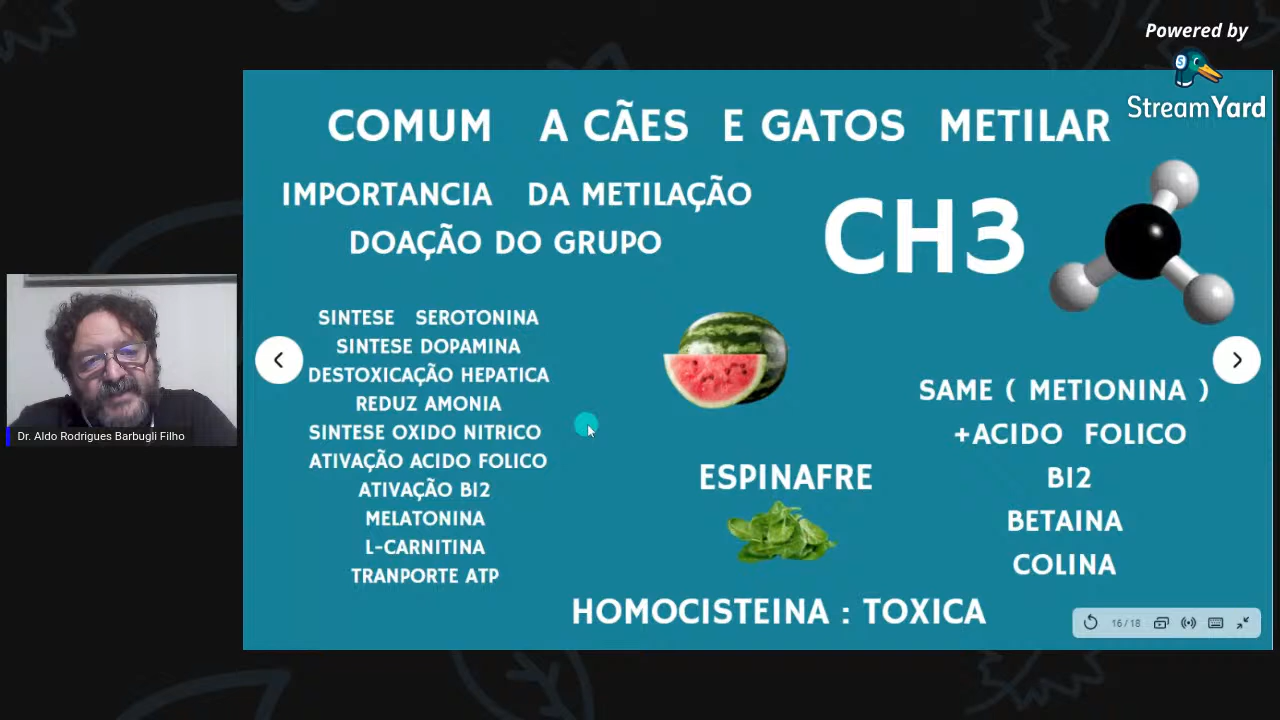 Powered by
StreamYard
COMUM A CÃES E GATOS METILAR
IMPORTANCIA DA METILAÇÃO
DOAÇÃO DO GRUPO
CH3
SINTESE SEROTONINA
SINTESE DOPAMINA
DESTOXICAÇÃO HEPATICA
REDUZ AMONIA
SINTESE OXIDO NITRICO
ATIVAÇÃO ACIDO FOLICO
ATIVAÇÃO B12
MELATONINA
L-CARNITINA
TRANPORTE ATP
ESPINAFRE
SAME ( METIONINA )
+ACIDO FOLICO
B12
BETAINA
COLINA
HOMOCISTEINA : TOXICA
16/18
Dr. Aldo Rodrigues Barbugli Filho